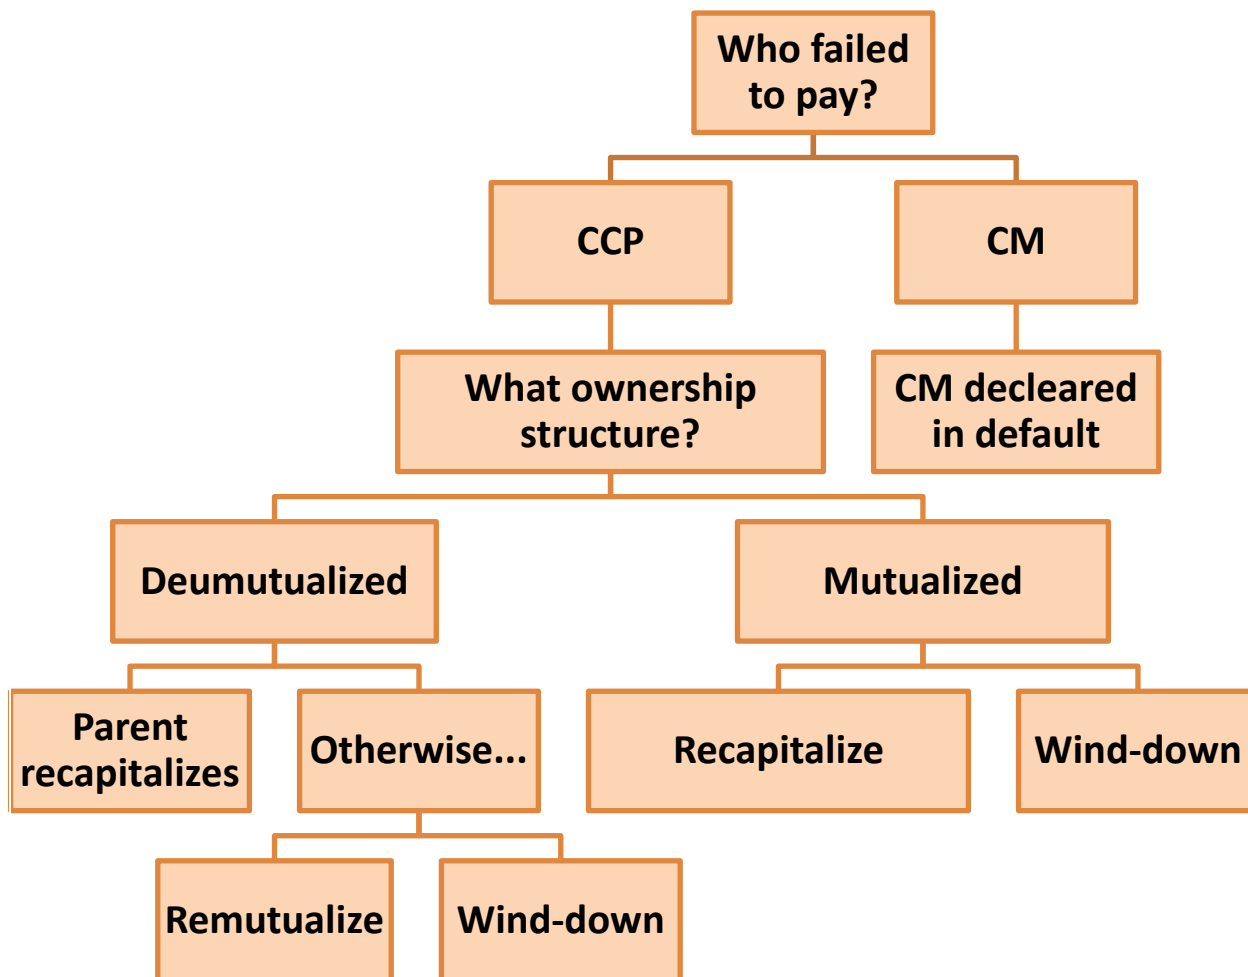 Who failed
to pay?
CCP
CM
What ownership
structure?
CM decleared
in default
Deumutualized
Mutualized
Parent
recapitalizes
Otherwise...
Recapitalize
Wind-down
Remutualize
Wind-down